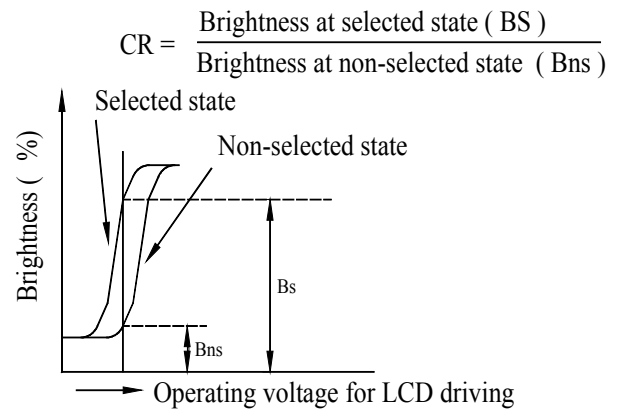 CR = Brightness at selected state ( BS )
Brightness at non-selected state ( Bns )
Selected state
Non-selected state
Brightness ( %)
Bs
Bns
Operating voltage for LCD driving